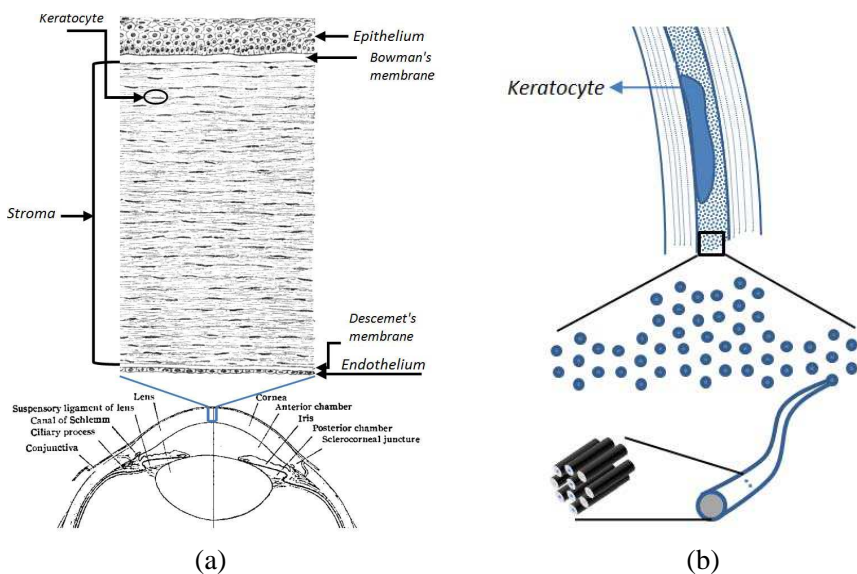 Keratocyte
Epithelium
Bowman's
membrane
Stroma
Descemet's
membrane
Endothelium
Lens
Cornea
Suspensory ligament of lens
Anterior chamber
Canal of Schlemm
Iris
Ciliary process
Posterior chamber
Conjunctiva
Sclerocorneal juncture
(a)
Keratocyte
(b)